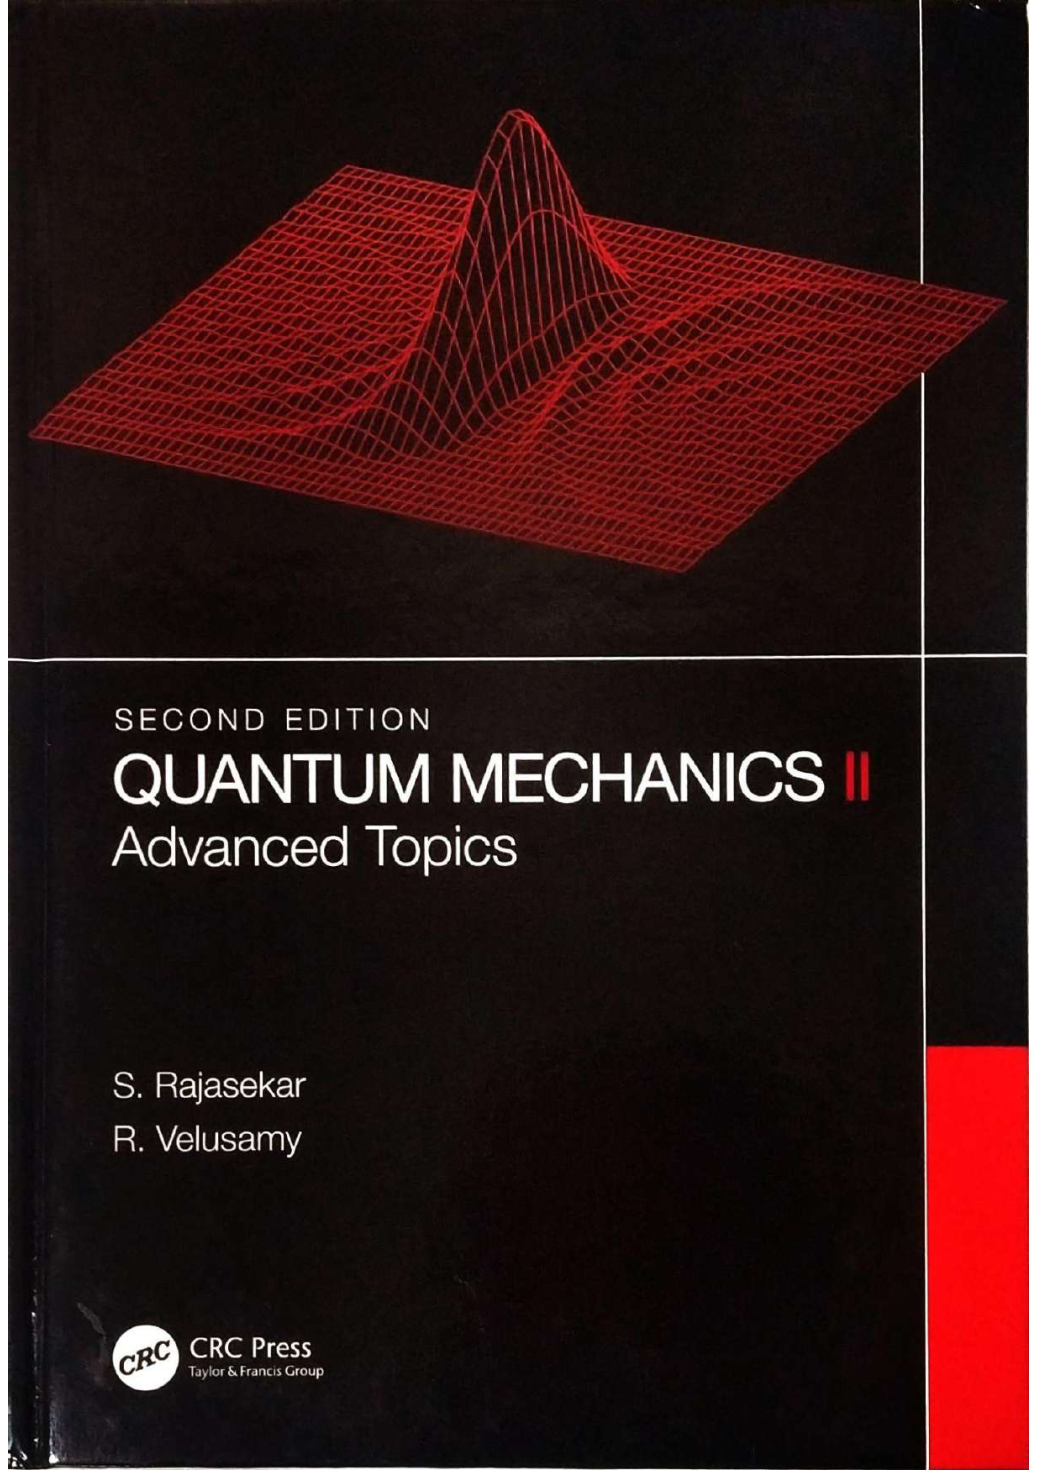 SECOND EDITION
QUANTUM MECHANICS II
Advanced Topics
S. Rajasekar
R. Velusamy
CRC
CRC Press
Taylor & Francis Group